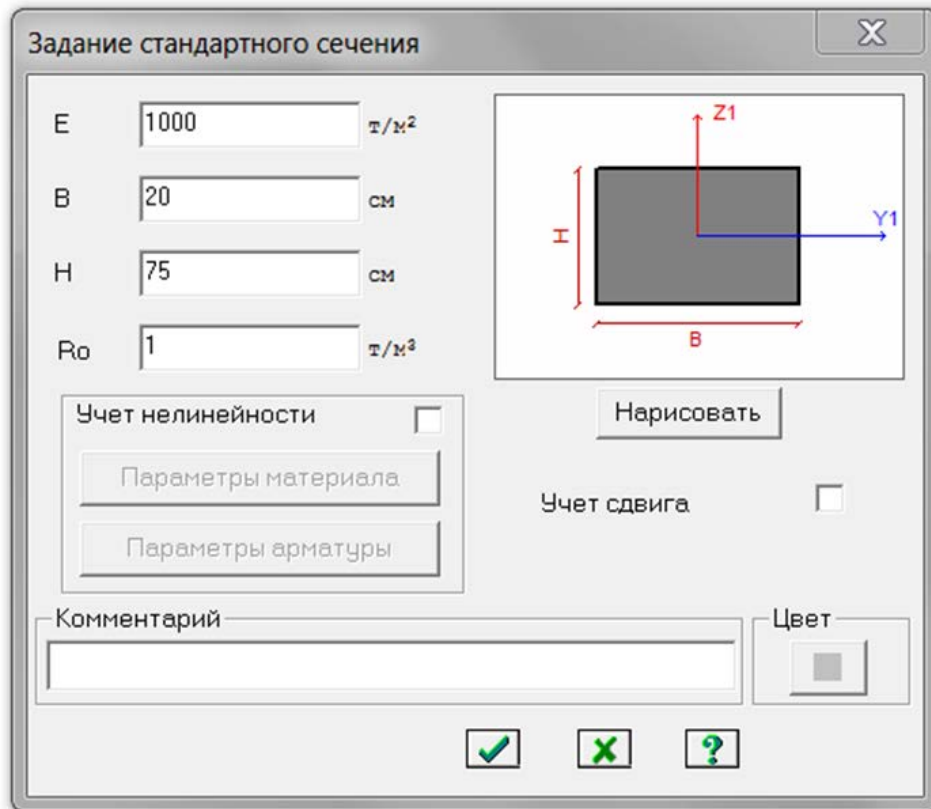 Задание стандартного сечения
E 1000 т/м²
B 20 см
H 75 см
Ro 1 т/м³
Z1
Y1
H
B
Нарисовать
Учет нелинейности
Параметры материала
Параметры арматуры
Учет сдвига
Комментарий
Цвет
?